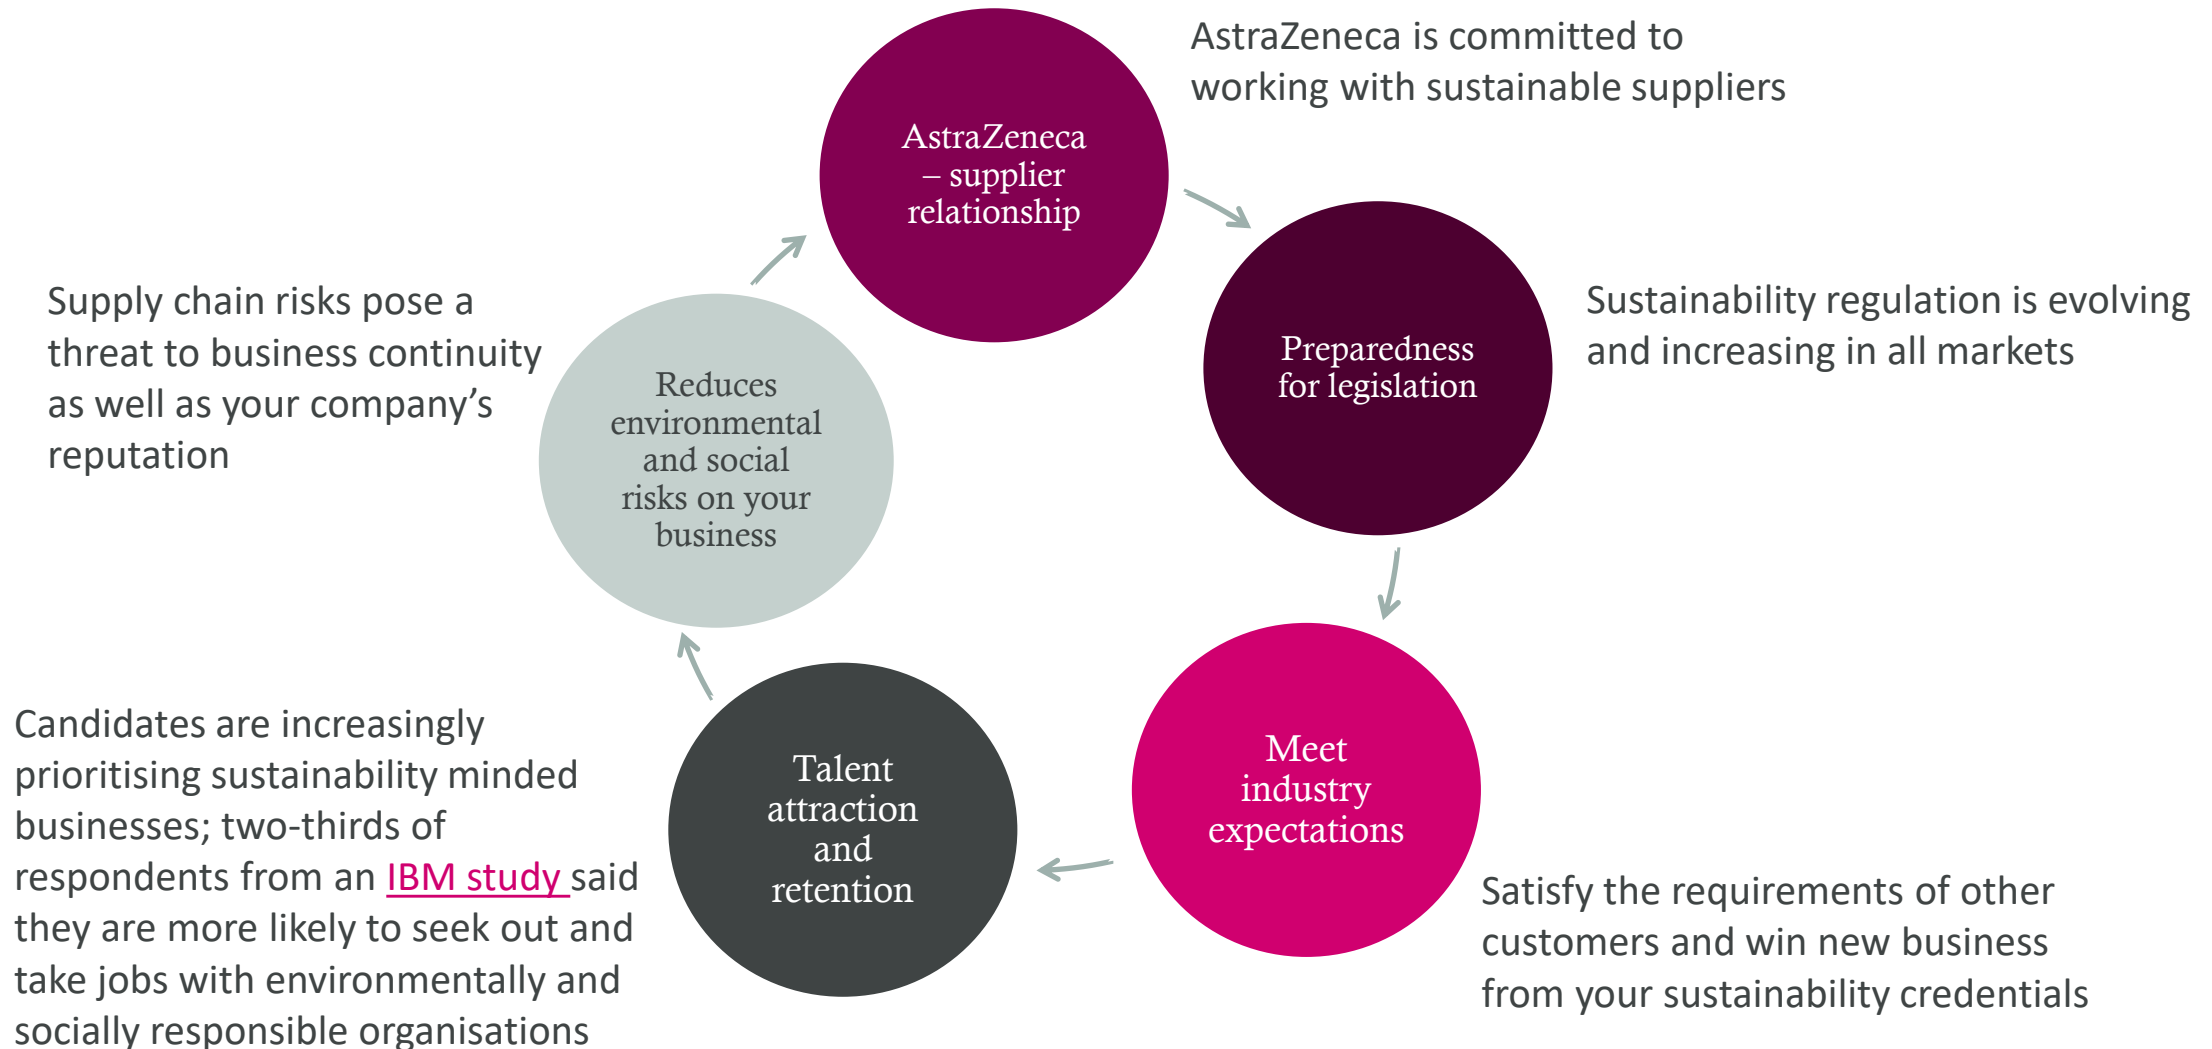 AstraZeneca
– supplier
relationship
AstraZeneca is committed to
working with sustainable suppliers
Preparedness
for legislation
Sustainability regulation is evolving
and increasing in all markets
Meet
industry
expectations
Satisfy the requirements of other
customers and win new business
from your sustainability credentials
Talent
attraction
and
retention
Candidates are increasingly
prioritising sustainability minded
businesses; two-thirds of
respondents from an IBM study said
they are more likely to seek out and
take jobs with environmentally and
socially responsible organisations
Reduces
environmental
and social
risks on your
business
Supply chain risks pose a
threat to business continuity
as well as your company’s
reputation